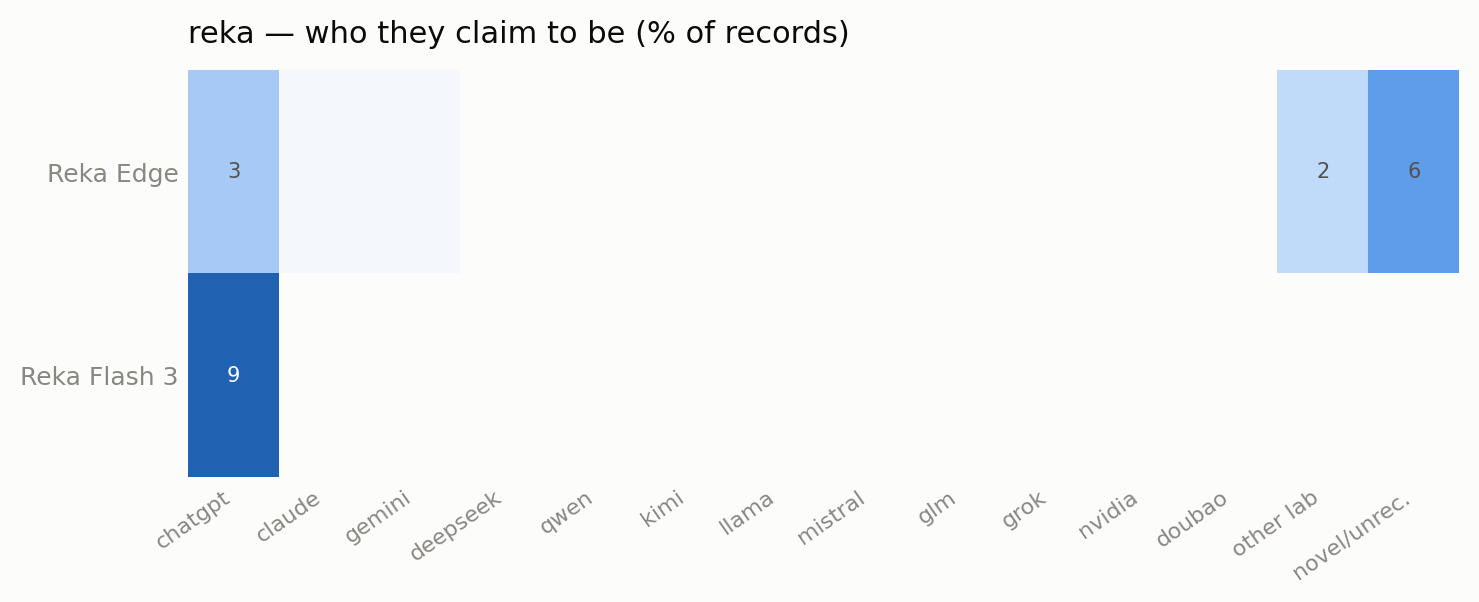 reka — who they claim to be (% of records)
Reka Edge 3 2 6
Reka Flash 3 9
chatgpt claude gemini deepseek qwen kimi llama mistral glm grok nvidia doubao other lab novel/unrec.